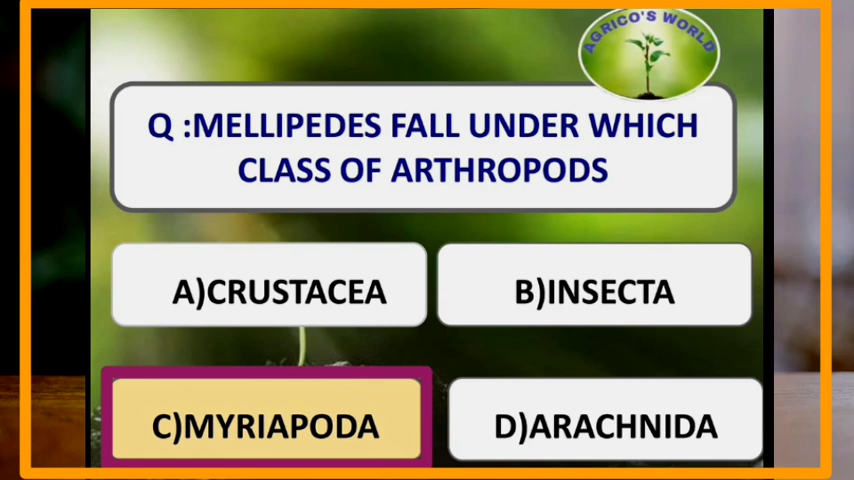 AGRICO'S WORLD
Q :MELLIPEDES FALL UNDER WHICH
CLASS OF ARTHROPODS
A)CRUSTACEA
B)INSECTA
C)MYRIAPODA
D)ARACHNIDA